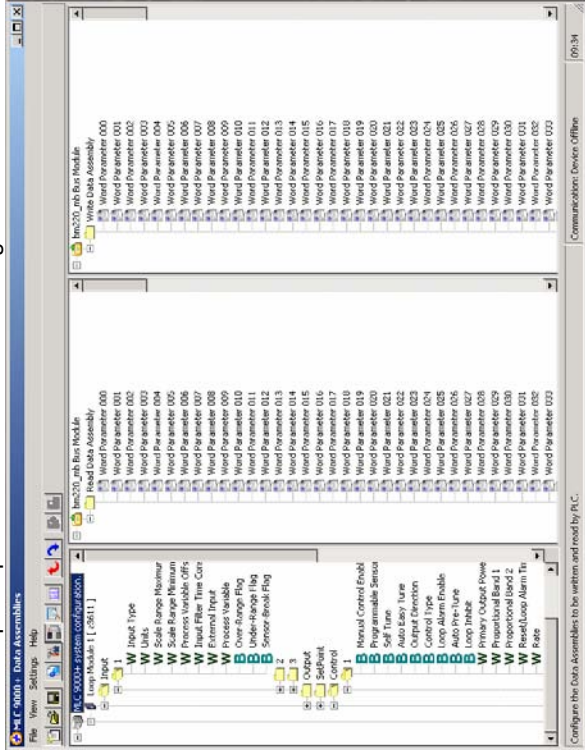 MLC 9000+ Data Assemblies
File View Settings Help
MLC 9000+ system configuration.
Loop Module 1 [ c3611 ]
Input
1
W Input Type
W Units
W Scale Range Maximur
W Scale Range Minimum
W Process Variable Offs
W Input Filter Time Cons
W External Input
W Process Variable
B Over-Range Flag
B Under-Range Flag
B Sensor-Break Flag
2
3
Output
SetPoint
Control
1
B Manual Control Enabl
B Programmable Sensor
B Self Tune
B Auto Easy Tune
B Output Direction
B Control Type
B Loop Alarm Enable
B Auto Pre-Tune
B Loop Inhibit
W Primary Output Powe
W Proportional Band 1
W Proportional Band 2
W Reset/Loop Alarm Tim
W Rate
bm220_mb Bus Module
Read Data Assembly
Word Parameter 000
Word Parameter 001
Word Parameter 002
Word Parameter 003
Word Parameter 004
Word Parameter 005
Word Parameter 006
Word Parameter 007
Word Parameter 008
Word Parameter 009
Word Parameter 010
Word Parameter 011
Word Parameter 012
Word Parameter 013
Word Parameter 014
Word Parameter 015
Word Parameter 016
Word Parameter 017
Word Parameter 018
Word Parameter 019
Word Parameter 020
Word Parameter 021
Word Parameter 022
Word Parameter 023
Word Parameter 024
Word Parameter 025
Word Parameter 026
Word Parameter 027
Word Parameter 028
Word Parameter 029
Word Parameter 030
Word Parameter 031
Word Parameter 032
Word Parameter 033
bm220_mb Bus Module
Write Data Assembly
Word Parameter 000
Word Parameter 001
Word Parameter 002
Word Parameter 003
Word Parameter 004
Word Parameter 005
Word Parameter 006
Word Parameter 007
Word Parameter 008
Word Parameter 009
Word Parameter 010
Word Parameter 011
Word Parameter 012
Word Parameter 013
Word Parameter 014
Word Parameter 015
Word Parameter 016
Word Parameter 017
Word Parameter 018
Word Parameter 019
Word Parameter 020
Word Parameter 021
Word Parameter 022
Word Parameter 023
Word Parameter 024
Word Parameter 025
Word Parameter 026
Word Parameter 027
Word Parameter 028
Word Parameter 029
Word Parameter 030
Word Parameter 031
Word Parameter 032
Word Parameter 033
Configure the Data Assemblies to be written and read by PLC.
Communications Device Offline
09:34